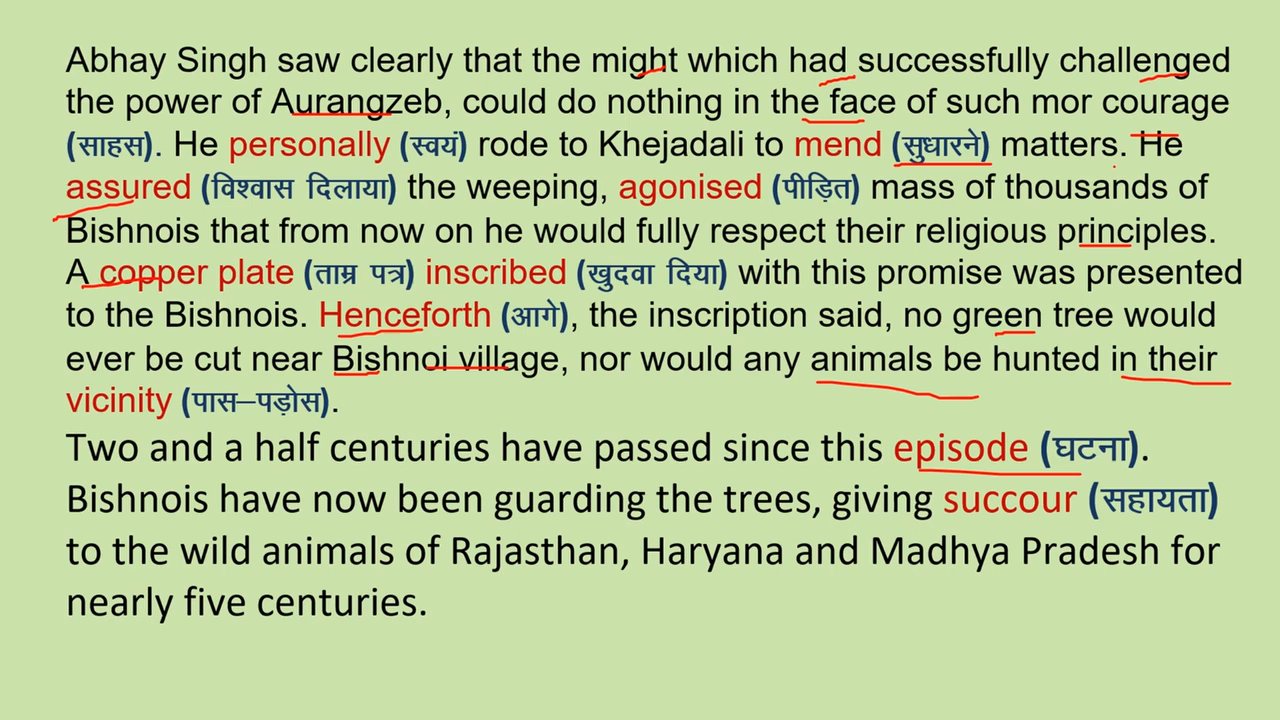 Abhay Singh saw clearly that the might which had successfully challenged
the power of Aurangzeb, could do nothing in the face of such mor courage
(साहस). He personally (स्वयं) rode to Khejadali to mend (सुधारने) matters. He
assured (विश्वास दिलाया) the weeping, agonised (पीड़ित) mass of thousands of
Bishnois that from now on he would fully respect their religious principles.
A copper plate (ताम्र पत्र) inscribed (खुदवा दिया) with this promise was presented
to the Bishnois. Henceforth (आगे), the inscription said, no green tree would
ever be cut near Bishnoi village, nor would any animals be hunted in their
vicinity (पास–पड़ोस).
Two and a half centuries have passed since this episode (घटना).
Bishnois have now been guarding the trees, giving succour (सहायता)
to the wild animals of Rajasthan, Haryana and Madhya Pradesh for
nearly five centuries.